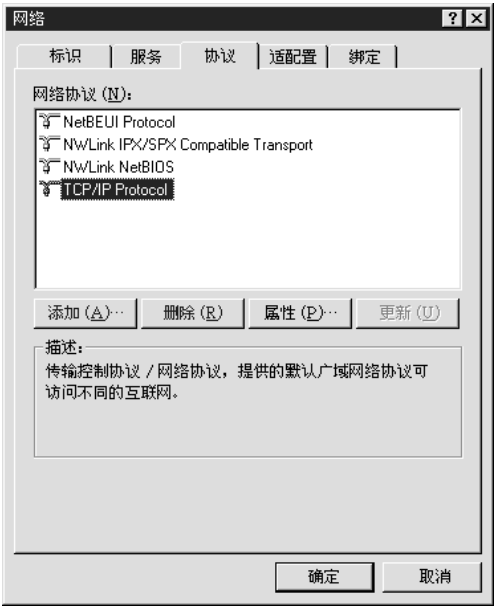 网络
标识 服务 协议 适配置 绑定
网络协议 (N):
NetBEUI Protocol
NWLink IPX/SPX Compatible Transport
NWLink NetBIOS
TCP/IP Protocol
添加 (A)… 删除 (R) 属性 (P)… 更新 (U)
描述:
传输控制协议 / 网络协议，提供的默认广域网络协议可
访问不同的互联网。
确定 取消